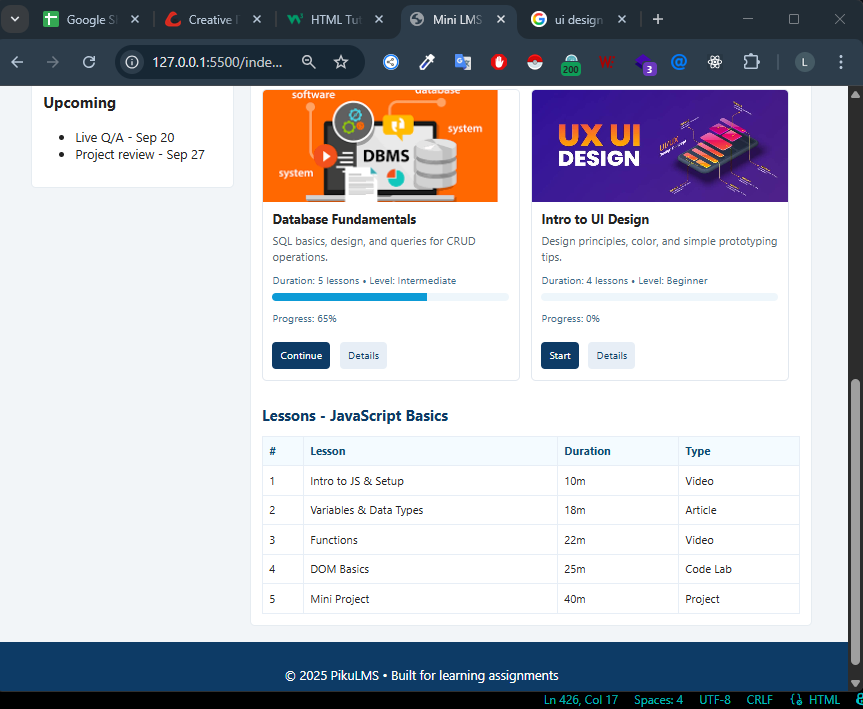 Google S
Creative
HTML Tut
Mini LMS
ui design
127.0.0.1:5500/inde...
200
3
L
Upcoming
Live Q/A - Sep 20
Project review - Sep 27
software
database
system
system
DBMS
Database Fundamentals
SQL basics, design, and queries for CRUD
operations.
Duration: 5 lessons • Level: Intermediate
Progress: 65%
Continue
Details
UX UI
DESIGN
Intro to UI Design
Design principles, color, and simple prototyping
tips.
Duration: 4 lessons • Level: Beginner
Progress: 0%
Start
Details
Lessons - JavaScript Basics
# Lesson Duration Type
1 Intro to JS & Setup 10m Video
2 Variables & Data Types 18m Article
3 Functions 22m Video
4 DOM Basics 25m Code Lab
5 Mini Project 40m Project
© 2025 PikuLMS • Built for learning assignments
Ln 426, Col 17 Spaces: 4 UTF-8 CRLF HTML